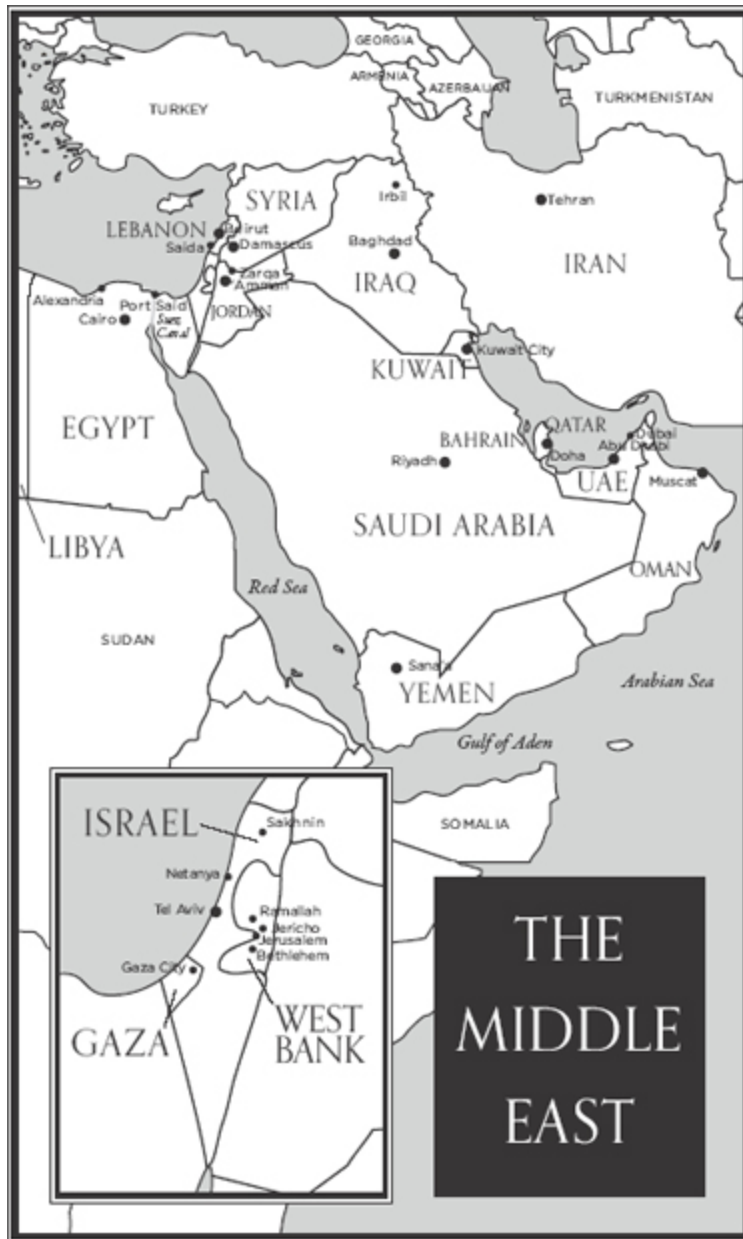 GEORGIA
ARMENIA
AZERBAIJAN
TURKEY
TURKMENISTAN
SYRIA
Irbil
Tehran
LEBANON
Beirut
Saida
Damascus
Baghdad
IRAN
Zarqa
Amman
IRAQ
Alexandria
Port Said
Cairo
Suez
Canal
JORDAN
Kuwait City
KUWAIT
EGYPT
BAHRAIN
QATAR
Dubai
Abu Dhabi
Doha
Riyadh
UAE
Muscat
SAUDI ARABIA
LIBYA
OMAN
Red Sea
SUDAN
Sana'a
YEMEN
Arabian Sea
Gulf of Aden
SOMALIA
ISRAEL
Sakhnin
Netanya
Tel Aviv
Ramallah
Jericho
Jerusalem
Bethlehem
Gaza City
GAZA
WEST
BANK
THE
MIDDLE
EAST